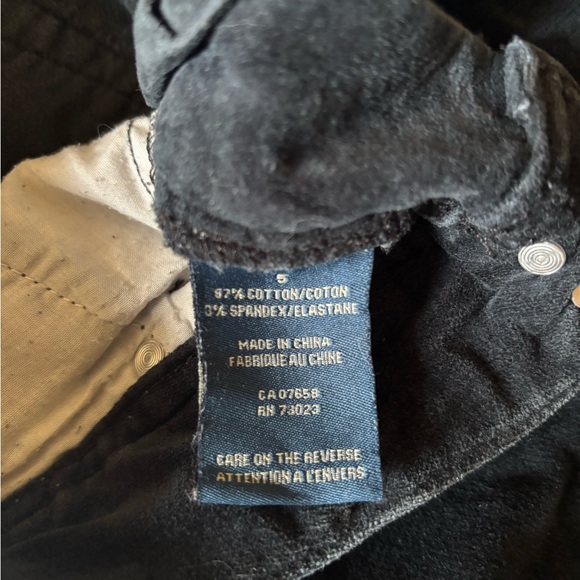 5
97% COTTON/COTON
3% SPANDEX/ELASTANE
MADE IN CHINA
FABRIQUE AU CHINE
CA 07658
RN 73023
CARE ON THE REVERSE
ATTENTION A L'ENVERS